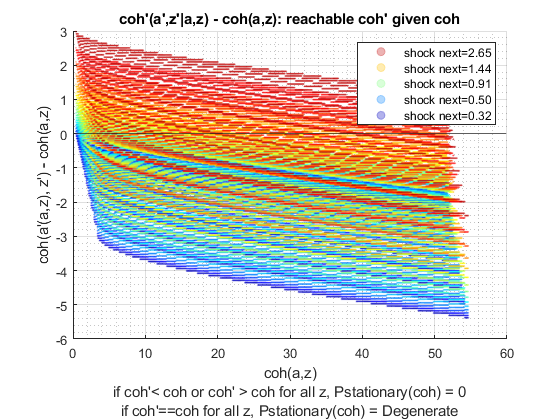 coh'(a',z'|a,z) - coh(a,z): reachable coh' given coh
3
2
1
0
-1
-2
-3
-4
-5
-6
coh(a'(a,z), z') - coh(a,z)
shock next=2.65
shock next=1.44
shock next=0.91
shock next=0.50
shock next=0.32
0 10 20 30 40 50 60
coh(a,z)
if coh'< coh or coh' > coh for all z, Pstationary(coh) = 0
if coh'==coh for all z, Pstationary(coh) = Degenerate